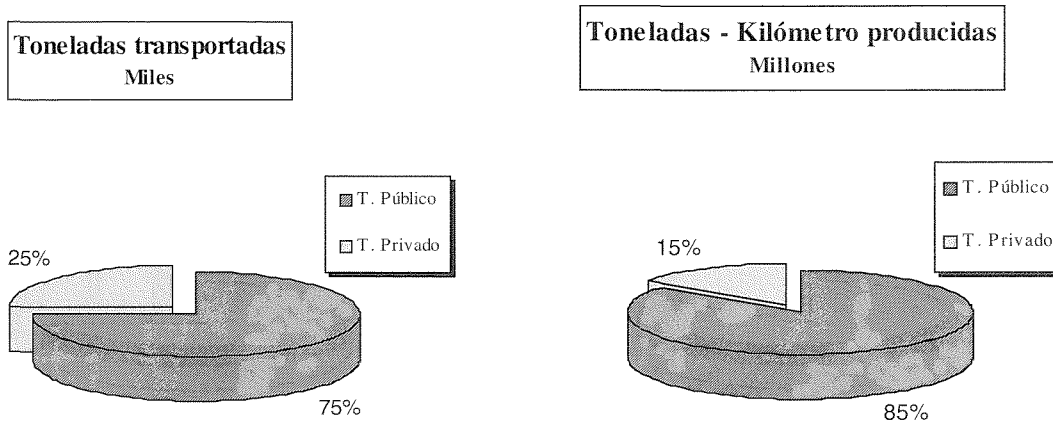 Toneladas transportadas
Miles
T. Público
T. Privado
25%
75%
Toneladas - Kilómetro producidas
Millones
T. Público
T. Privado
15%
85%